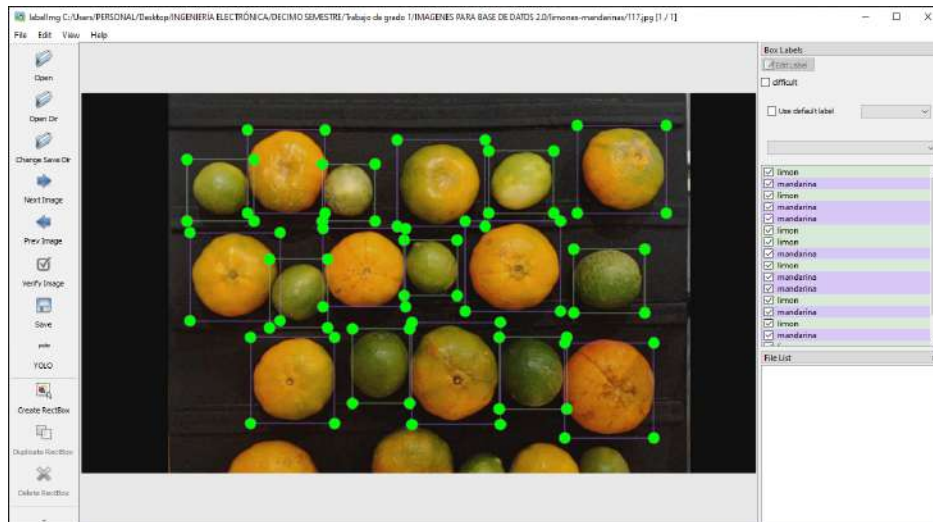 labelImg C:/Users/PERSONAL/Desktop/INGENIERÍA ELECTRÓNICA/DECIMO SEMESTRE/Trabajo de grado 1/IMAGENES PARA BASE DE DATOS 2.0/limones-mandarinas/117.jpg [1 / 1]
File Edit View Help
Open
Open Dir
Change Save Dir
Next Image
Prev Image
Verify Image
Save
YOLO
Create RectBox
Duplicate RectBox
Delete RectBox
Box Labels
Edit Label
difficult
Use default label
limon
mandarina
limon
mandarina
mandarina
limon
limon
mandarina
limon
mandarina
mandarina
limon
mandarina
limon
mandarina
File List